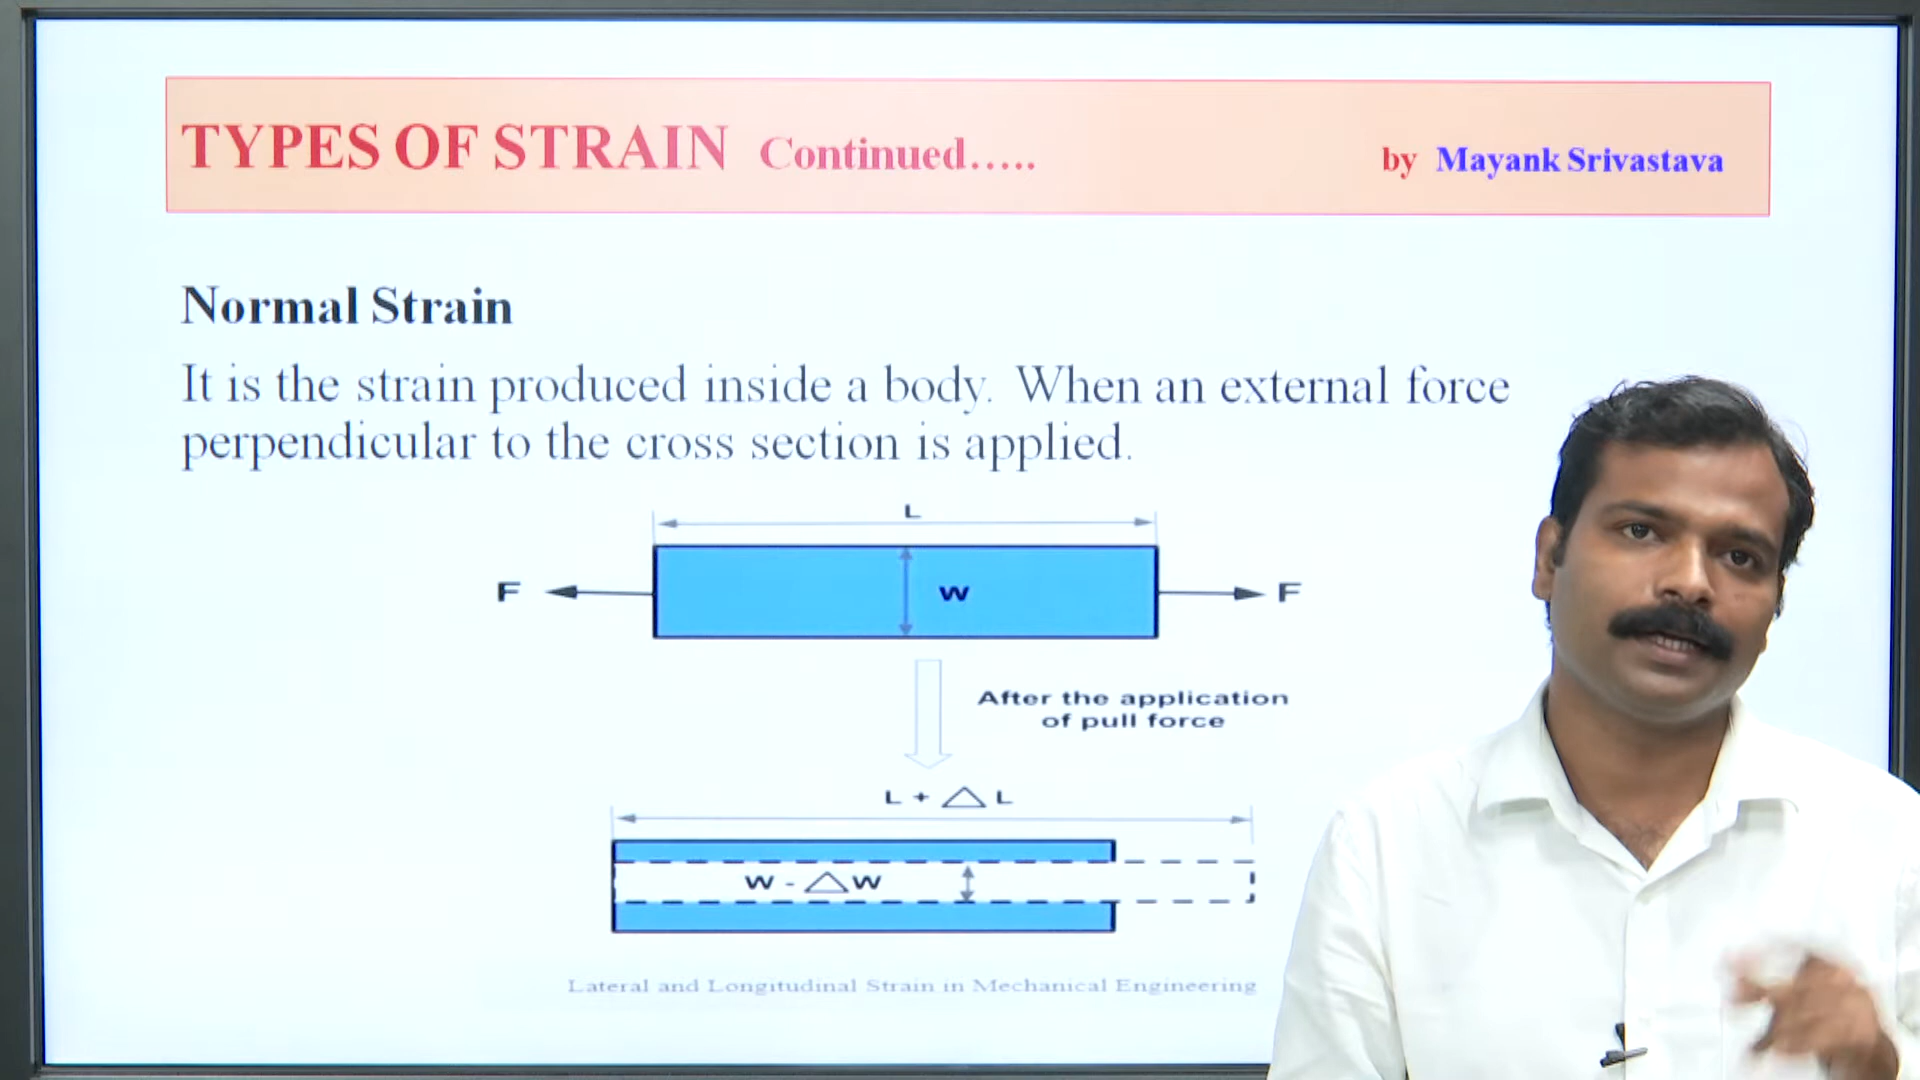 TYPES OF STRAIN Continued.....
by Mayank Srivastava
Normal Strain
It is the strain produced inside a body. When an external force
perpendicular to the cross section is applied.
L
F
W
F
After the application
of pull force
L + △ L
W - △W
Lateral and Longitudinal Strain in Mechanical Engineering